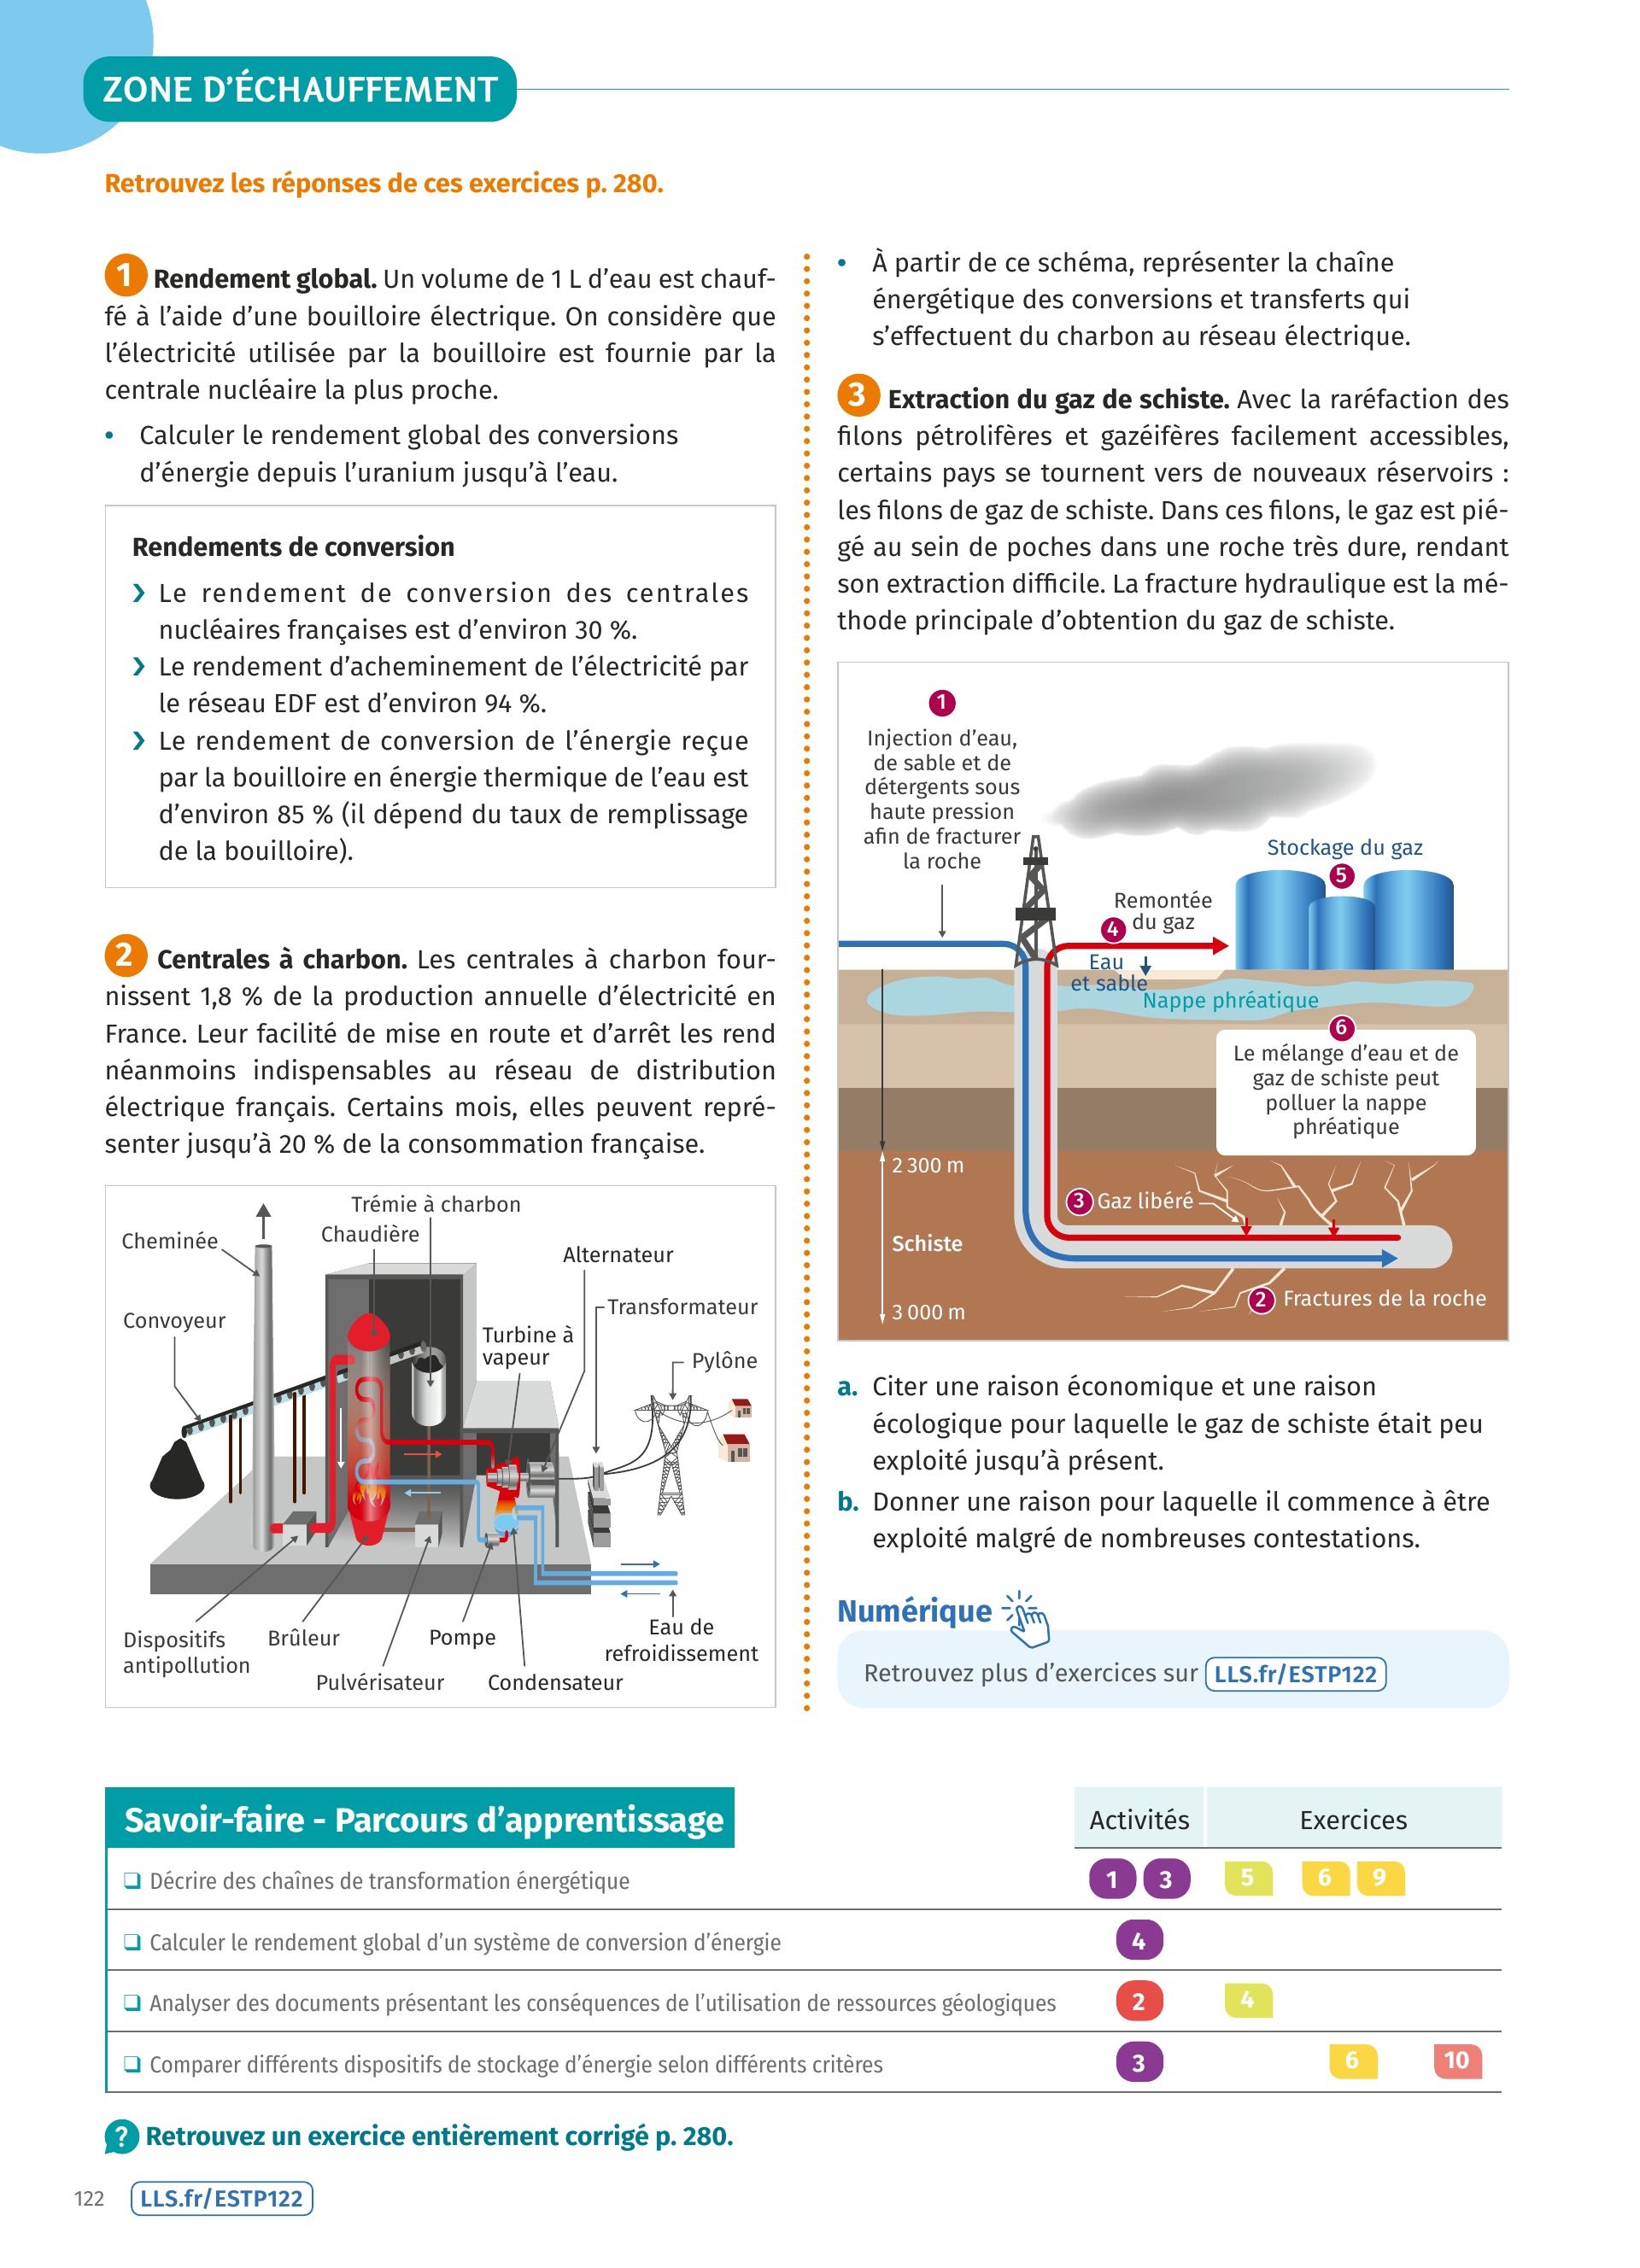 ZONE D’ÉCHAUFFEMENT
Retrouvez les réponses de ces exercices p. 280.
1 Rendement global. Un volume de 1 L d’eau est chauf-
fé à l’aide d’une bouilloire électrique. On considère que
l’électricité utilisée par la bouilloire est fournie par la
centrale nucléaire la plus proche.
• Calculer le rendement global des conversions
d’énergie depuis l’uranium jusqu’à l’eau.
Rendements de conversion
› Le rendement de conversion des centrales
nucléaires françaises est d’environ 30 %.
› Le rendement d’acheminement de l’électricité par
le réseau EDF est d’environ 94 %.
› Le rendement de conversion de l’énergie reçue
par la bouilloire en énergie thermique de l’eau est
d’environ 85 % (il dépend du taux de remplissage
de la bouilloire).
2 Centrales à charbon. Les centrales à charbon four-
nissent 1,8 % de la production annuelle d’électricité en
France. Leur facilité de mise en route et d’arrêt les rend
néanmoins indispensables au réseau de distribution
électrique français. Certains mois, elles peuvent repré-
senter jusqu’à 20 % de la consommation française.
Trémie à charbon
Cheminée
Chaudière
Alternateur
Convoyeur
Transformateur
Turbine à
vapeur
Pylône
Dispositifs
antipollution
Brûleur
Pulvérisateur
Pompe
Condensateur
Eau de
refroidissement
• À partir de ce schéma, représenter la chaîne
énergétique des conversions et transferts qui
s’effectuent du charbon au réseau électrique.
3 Extraction du gaz de schiste. Avec la raréfaction des
filons pétrolifères et gazéifères facilement accessibles,
certains pays se tournent vers de nouveaux réservoirs :
les filons de gaz de schiste. Dans ces filons, le gaz est pié-
gé au sein de poches dans une roche très dure, rendant
son extraction difficile. La fracture hydraulique est la mé-
thode principale d’obtention du gaz de schiste.
1
Injection d’eau,
de sable et de
détergents sous
haute pression
afin de fracturer
la roche
Stockage du gaz
5
Remontée
4 du gaz
Eau
et sable
Nappe phréatique
6
Le mélange d’eau et de
gaz de schiste peut
polluer la nappe
phréatique
2 300 m
3 Gaz libéré
Schiste
2 Fractures de la roche
3 000 m
a. Citer une raison économique et une raison
écologique pour laquelle le gaz de schiste était peu
exploité jusqu’à présent.
b. Donner une raison pour laquelle il commence à être
exploité malgré de nombreuses contestations.
Numérique
Retrouvez plus d’exercices sur LLS.fr/ESTP122
Savoir-faire - Parcours d’apprentissage Activités Exercices
❏ Décrire des chaînes de transformation énergétique 1 3 5 6 9
❏ Calculer le rendement global d’un système de conversion d’énergie 4
❏ Analyser des documents présentant les conséquences de l’utilisation de ressources géologiques 2 4
❏ Comparer différents dispositifs de stockage d’énergie selon différents critères 3 6 10
? Retrouvez un exercice entièrement corrigé p. 280.
122 LLS.fr/ESTP122